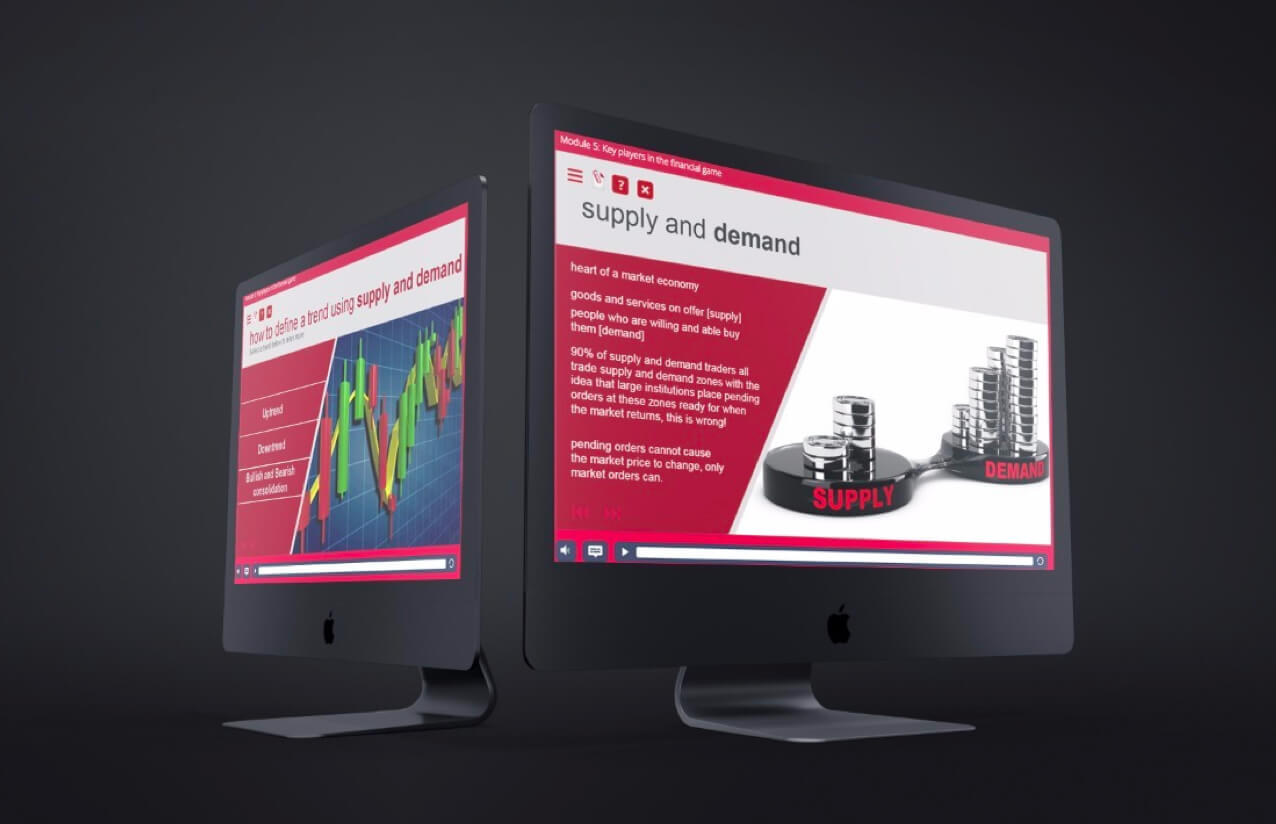 how to define a trend using supply and demand
Uptrend
Downtrend
Bullish and Bearish
consolidation
Module 5: Key players in the financial game
?
supply and demand
heart of a market economy
goods and services on offer [supply]
people who are willing and able buy
them [demand]
90% of supply and demand traders all
trade supply and demand zones with the
idea that large institutions place pending
orders at these zones ready for when
the market returns, this is wrong!
pending orders cannot cause
the market price to change, only
market orders can.
SUPPLY
DEMAND